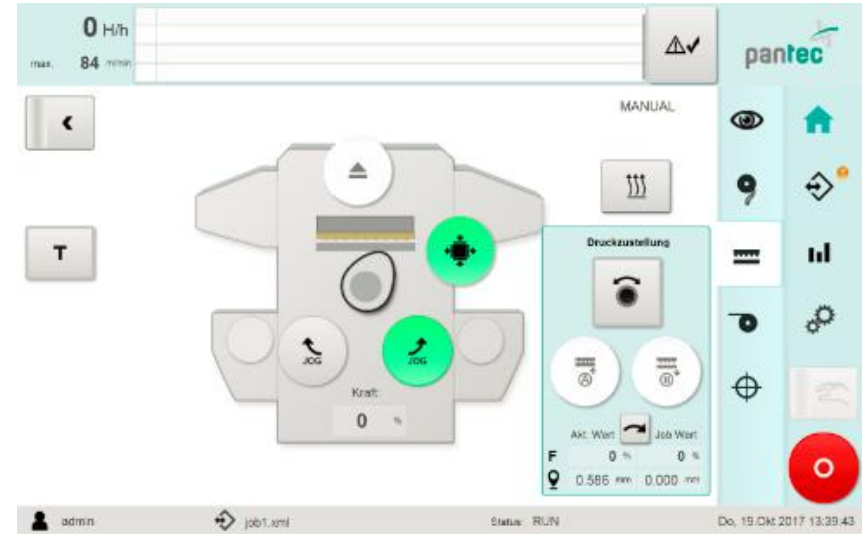 0 H/h
max. 84 m/min
pantec
MANUAL
T
Druckzustellung
JOG
JOG
A
Kraft
0 %
Akt. Wert Job Wert
F 0 % 0 %
0.586 mm 0.000 mm
admin
job1.xml
Status: RUN
Do, 19.Okt 2017 13:39:43